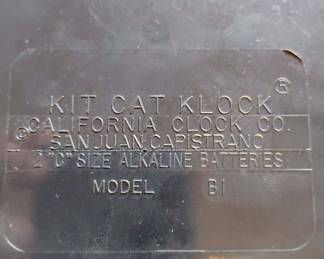 KIT CAT KLOCK®
© CALIFORNIA CLOCK CO.
SAN JUAN CAPISTRANO
2 "C" SIZE ALKALINE BATTERIES
MODEL B1